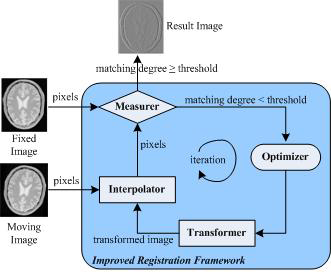 Result Image
matching degree ≥ threshold
pixels
Measurer
matching degree < threshold
Fixed
Image
pixels
iteration
Optimizer
pixels
Interpolator
Moving
Image
transformed image
Transformer
Improved Registration Framework